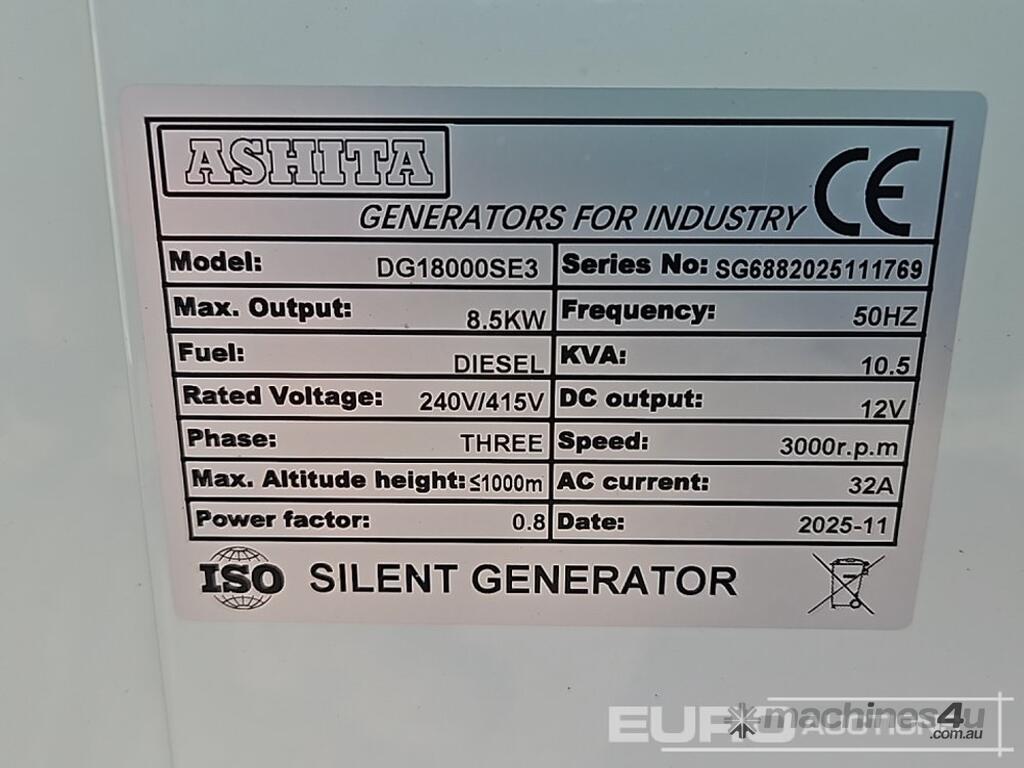 ASHITA
CE
GENERATORS FOR INDUSTRY
Model: DG18000SE3 Series No: SG6882025111769
Max. Output: 8.5KW Frequency: 50HZ
Fuel: DIESEL KVA: 10.5
Rated Voltage: 240V/415V DC output: 12V
Phase: THREE Speed: 3000r.p.m
Max. Altitude height: ≤1000m AC current: 32A
Power factor: 0.8 Date: 2025-11
ISO SILENT GENERATOR
EURO AUCTIONS
machines4u
.com.au